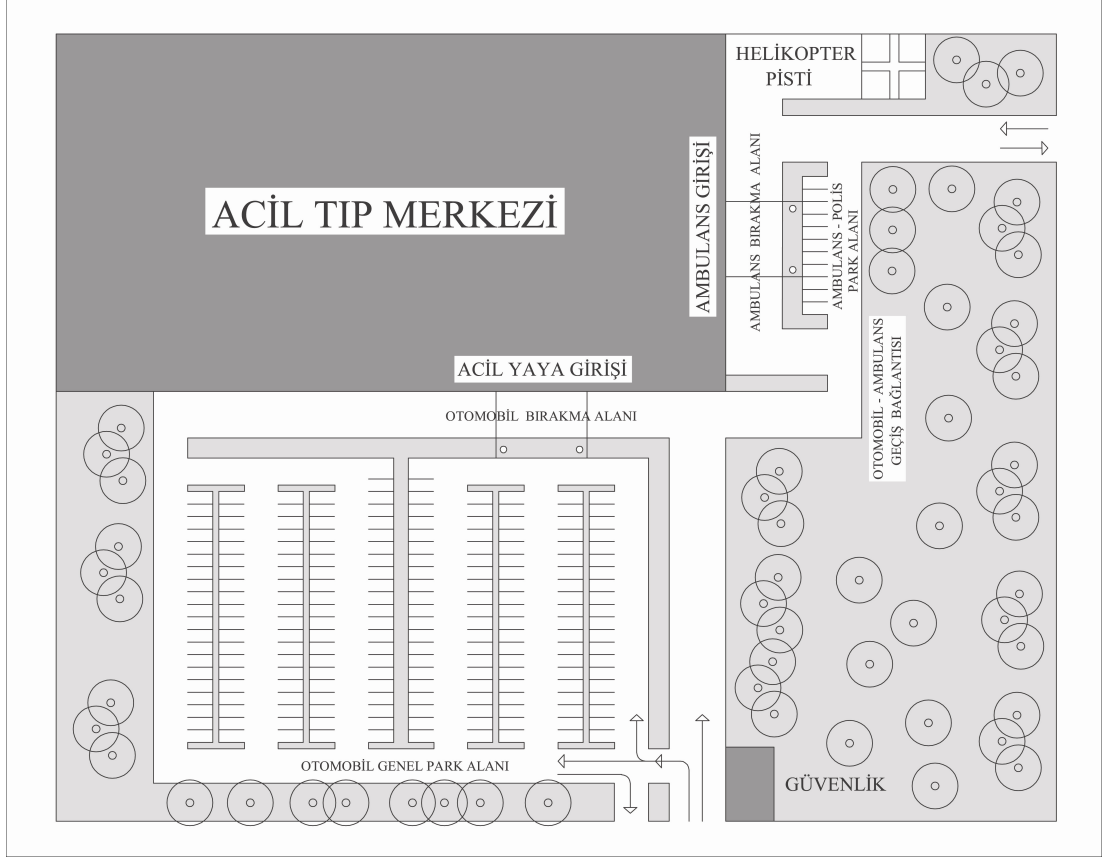 HELİKOPTER
PİSTİ
ACİL TIP MERKEZİ
AMBULANS GİRİŞİ
AMBULANS BIRAKMA ALANI
AMBULANS - POLİS
PARK ALANI
ACİL YAYA GİRİŞİ
OTOMOBİL BIRAKMA ALANI
OTOMOBİL - AMBULANS
GEÇİŞ BAĞLANTISI
OTOMOBİL GENEL PARK ALANI
GÜVENLİK